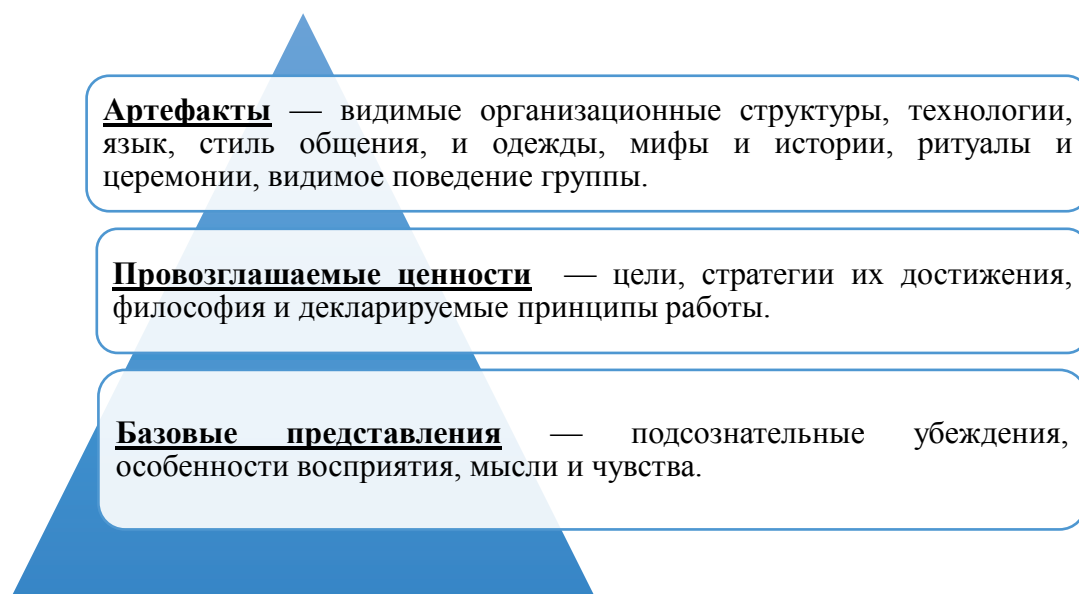 Артефакты — видимые организационные структуры, технологии,
язык, стиль общения, и одежды, мифы и истории, ритуалы и
церемонии, видимое поведение группы.
Провозглашаемые ценности — цели, стратегии их достижения,
философия и декларируемые принципы работы.
Базовые представления — подсознательные убеждения,
особенности восприятия, мысли и чувства.